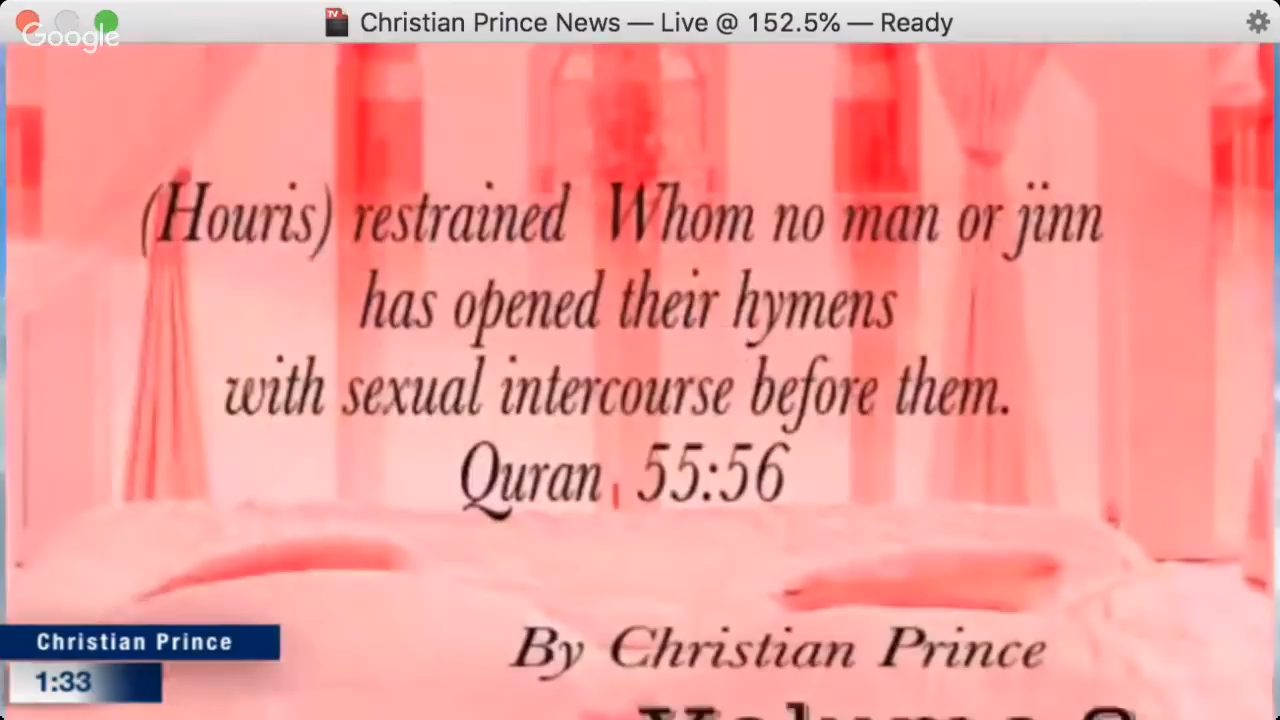 Christian Prince News — Live @ 152.5% — Ready
TV
Google
(Houris) restrained Whom no man or jinn
has opened their hymens
with sexual intercourse before them.
Quran 55:56
Christian Prince
1:33
By Christian Prince